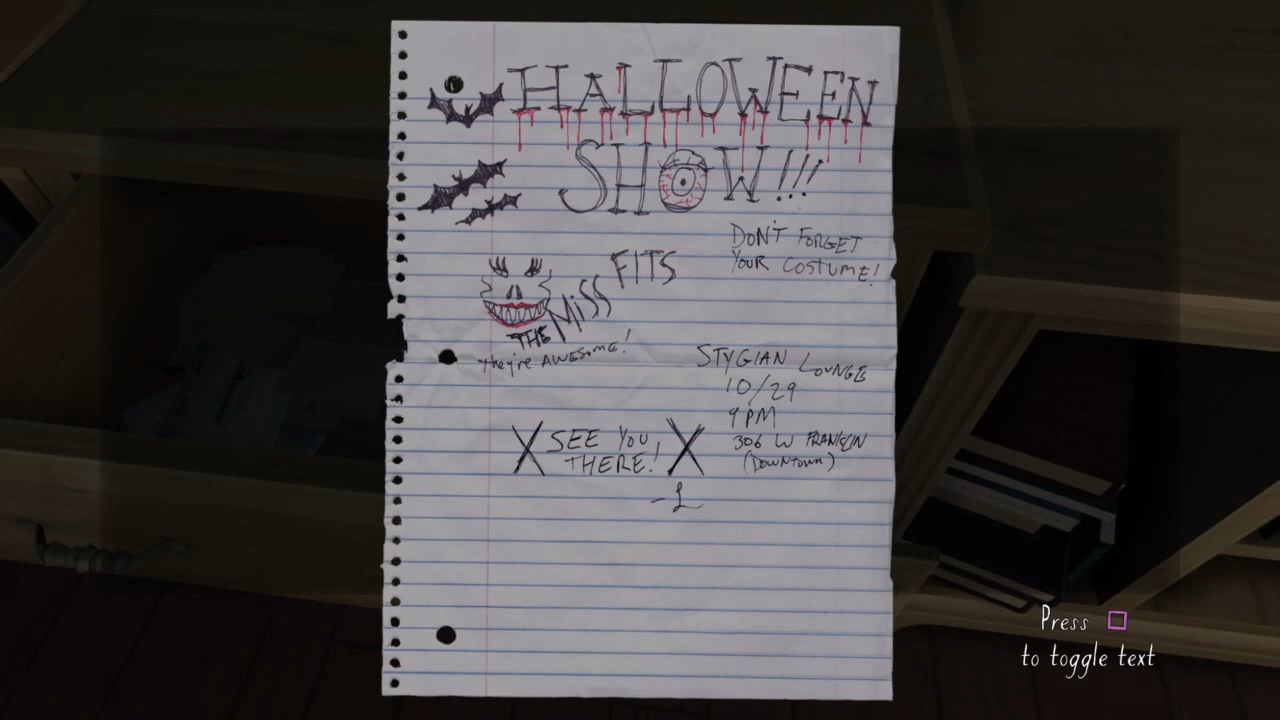 HALLOWEEN
SHOW!!!
DON'T FORGET
YOUR COSTUME!
THE MISS FITS
They're AWESOME!
STYGIAN LOUNGE
10/29
9PM
306 W FRANKLIN
(DOWNTOWN)
X SEE YOU X
THERE!
-L
Press □
to toggle text